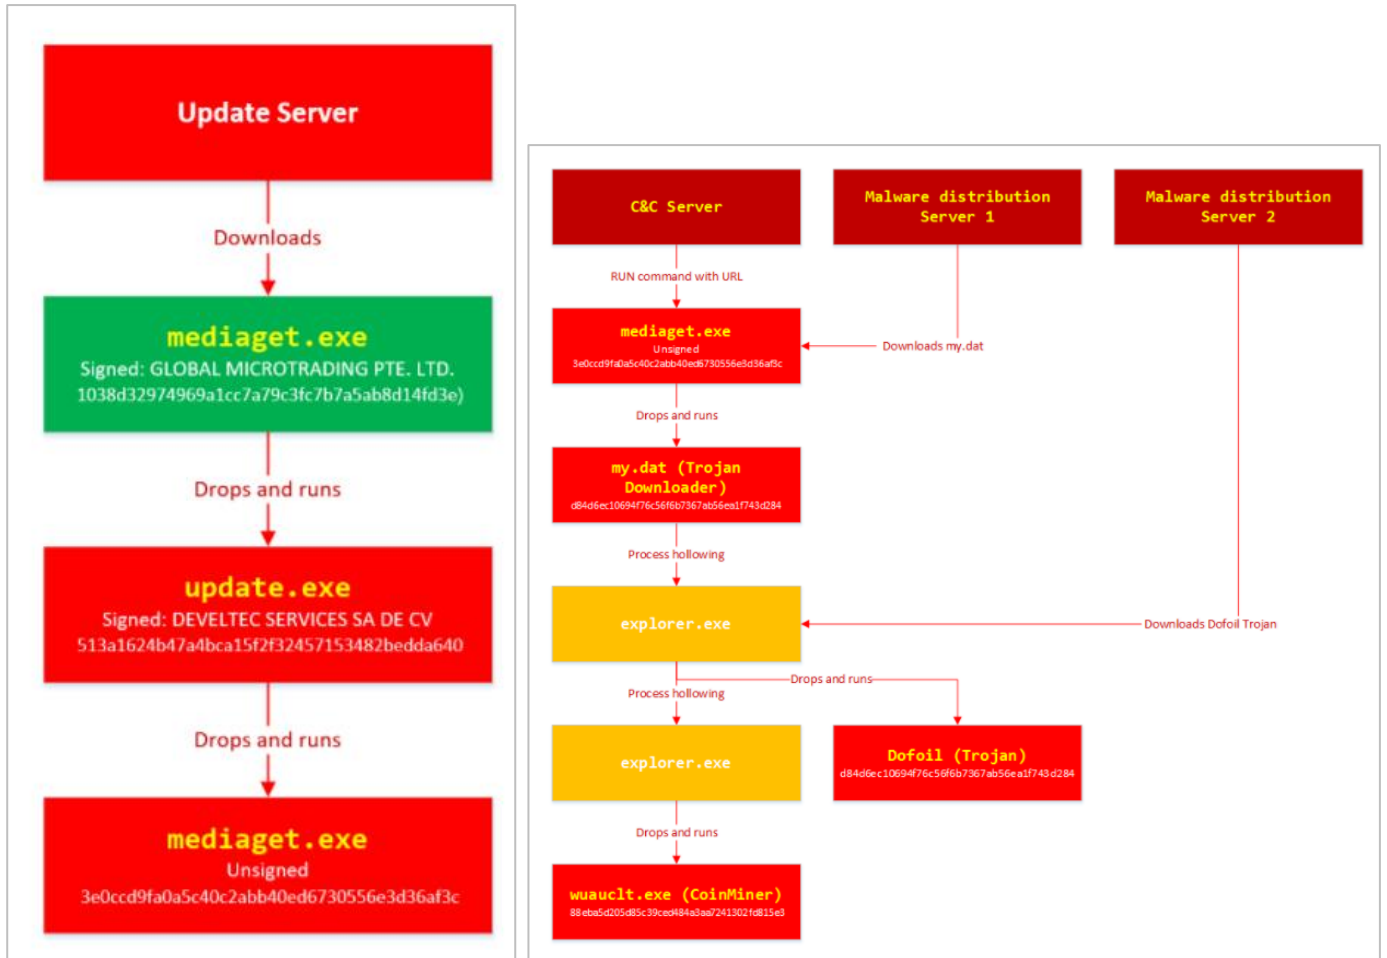 Update Server
Downloads
mediaget.exe
Signed: GLOBAL MICROTRADING PTE. LTD.
1038d32974969a1cc7a79c3fc7b7a5ab8d14fd3e)
Drops and runs
update.exe
Signed: DEVELTEC SERVICES SA DE CV
513a1624b47a4bca15f2f32457153482bedda640
Drops and runs
mediaget.exe
Unsigned
3e0ccd9fa0a5c40c2abb40ed6730556e3d36af3c
C&C Server
Malware distribution
Server 1
Malware distribution
Server 2
RUN command with URL
mediaget.exe
Unsigned
3e0ccd9fa0a5c40c2abb40ed6730556e3d36af3c
Downloads my.dat
Drops and runs
my.dat (Trojan
Downloader)
d84d6ec10694f76c56f6b7367ab56ea1f743d284
Process hollowing
explorer.exe
Downloads Dofoil Trojan
Drops and runs
Process hollowing
explorer.exe
Dofoil (Trojan)
d84d6ec10694f76c56f6b7367ab56ea1f743d284
Drops and runs
wuauclt.exe (CoinMiner)
88eba5d205d85c39ced484a3aa7241302fd815e3